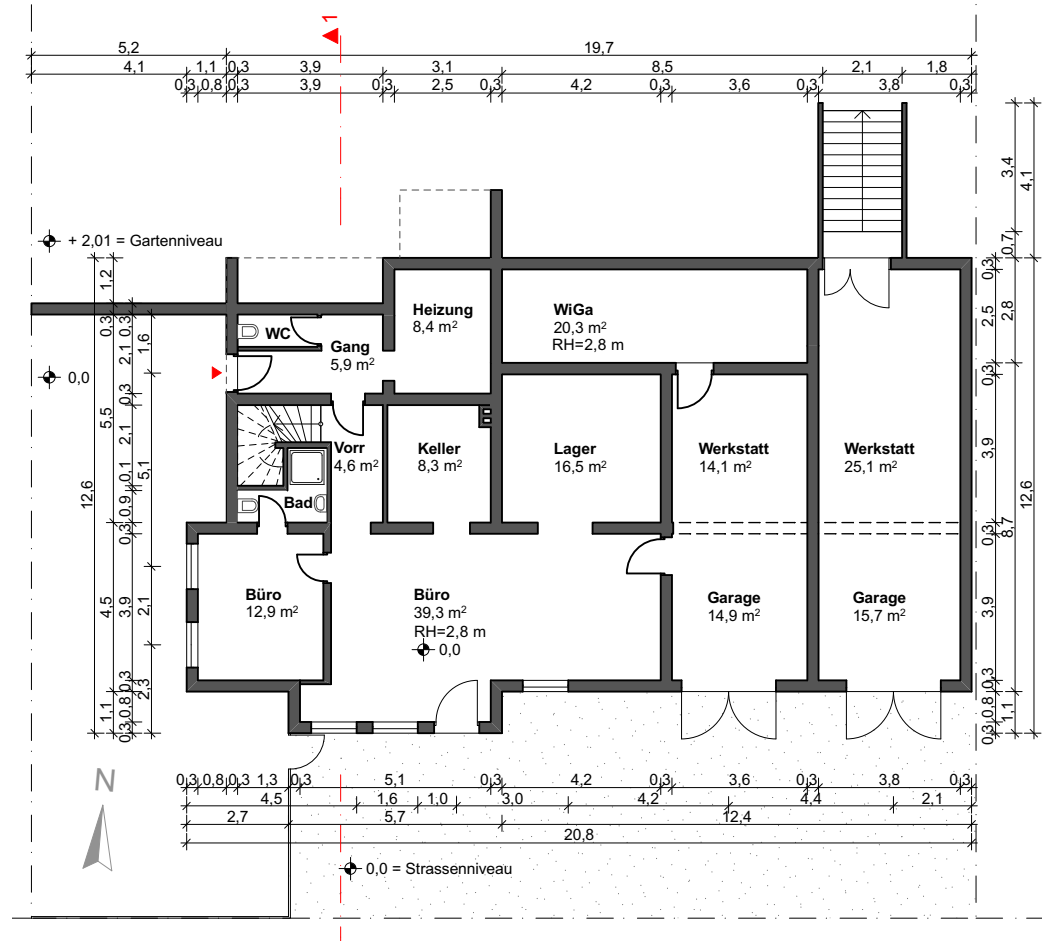 1
5,2
19,7
4,1
1,1
0,3
3,9
3,1
8,5
2,1
1,8
0,3
0,8
0,3
3,9
0,3
2,5
0,3
4,2
0,3
3,6
0,3
3,8
0,3
3,4
4,1
0,7
+ 2,01 = Gartenniveau
0,0
1,2
0,3
0,3
1,6
2,1
5,5
0,3
2,1
5,1
0,1
0,9
0,3
12,6
4,5
3,9
2,1
0,3
2,3
1,1
0,8
0,3
Heizung
8,4 m²
WiGa
20,3 m²
RH=2,8 m
WC
Gang
5,9 m²
Vorr
4,6 m²
Keller
8,3 m²
Lager
16,5 m²
Werkstatt
14,1 m²
Werkstatt
25,1 m²
Bad
Büro
12,9 m²
Büro
39,3 m²
RH=2,8 m
0,0
Garage
14,9 m²
Garage
15,7 m²
0,3
2,5
2,8
0,3
3,9
12,6
0,3
8,7
3,9
0,3
0,8
1,1
0,3
N
0,3
0,8
0,3
1,3
0,3
5,1
0,3
4,2
0,3
3,6
0,3
3,8
0,3
4,5
1,6
1,0
3,0
4,2
4,4
2,1
2,7
5,7
12,4
20,8
0,0 = Strassenniveau